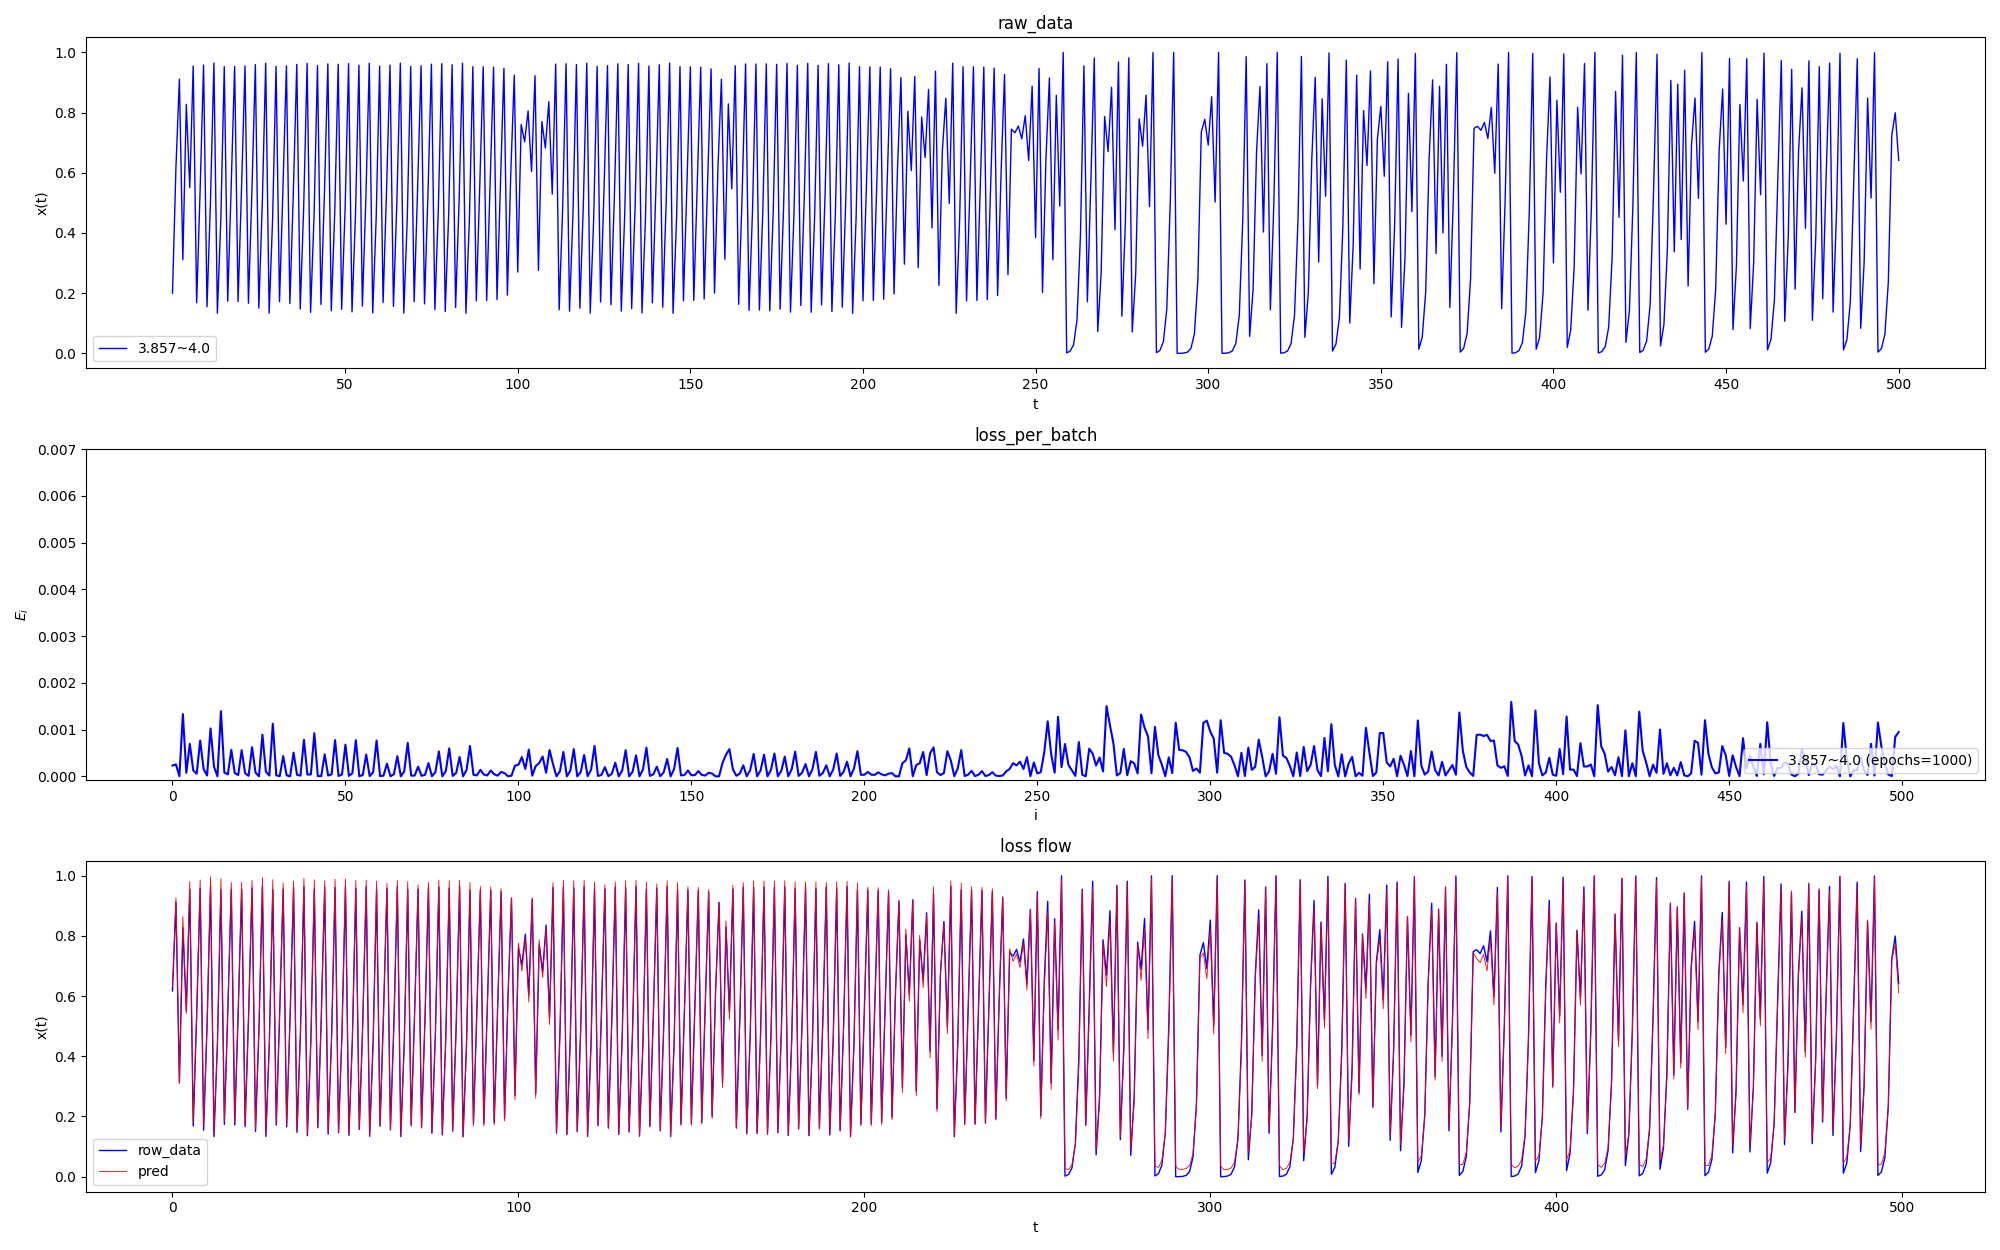 raw_data
1.0
0.8
0.6
0.4
0.2
0.0
x(t)
3.857~4.0
50 100 150 200 250 300 350 400 450 500
t
loss_per_batch
0.007
0.006
0.005
0.004
0.003
0.002
0.001
0.000
E_i
3.857~4.0 (epochs=1000)
0 50 100 150 200 250 300 350 400 450 500
i
loss flow
1.0
0.8
0.6
0.4
0.2
0.0
x(t)
row_data
pred
0 100 200 300 400 500
t